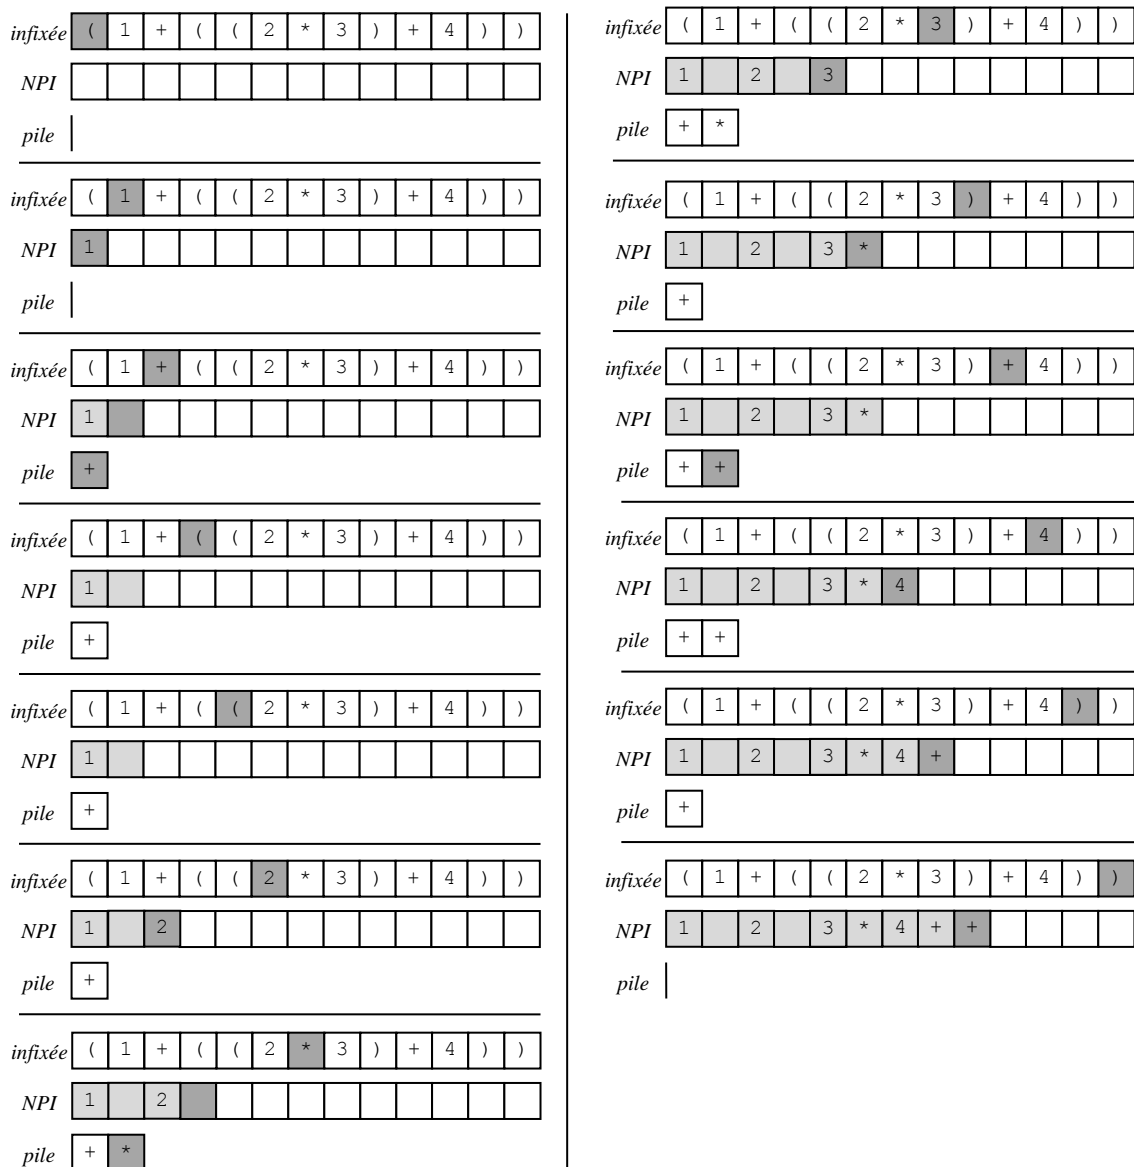 infixée ( 1 + ( ( 2 * 3 ) + 4 ) )
NPI
pile
infixée ( 1 + ( ( 2 * 3 ) + 4 ) )
NPI 1
pile
infixée ( 1 + ( ( 2 * 3 ) + 4 ) )
NPI 1
pile +
infixée ( 1 + ( ( 2 * 3 ) + 4 ) )
NPI 1
pile +
infixée ( 1 + ( ( 2 * 3 ) + 4 ) )
NPI 1
pile +
infixée ( 1 + ( ( 2 * 3 ) + 4 ) )
NPI 1 2
pile +
infixée ( 1 + ( ( 2 * 3 ) + 4 ) )
NPI 1 2
pile + *
infixée ( 1 + ( ( 2 * 3 ) + 4 ) )
NPI 1 2 3
pile + *
infixée ( 1 + ( ( 2 * 3 ) + 4 ) )
NPI 1 2 3 *
pile +
infixée ( 1 + ( ( 2 * 3 ) + 4 ) )
NPI 1 2 3 *
pile + +
infixée ( 1 + ( ( 2 * 3 ) + 4 ) )
NPI 1 2 3 * 4
pile + +
infixée ( 1 + ( ( 2 * 3 ) + 4 ) )
NPI 1 2 3 * 4 +
pile +
infixée ( 1 + ( ( 2 * 3 ) + 4 ) )
NPI 1 2 3 * 4 + +
pile